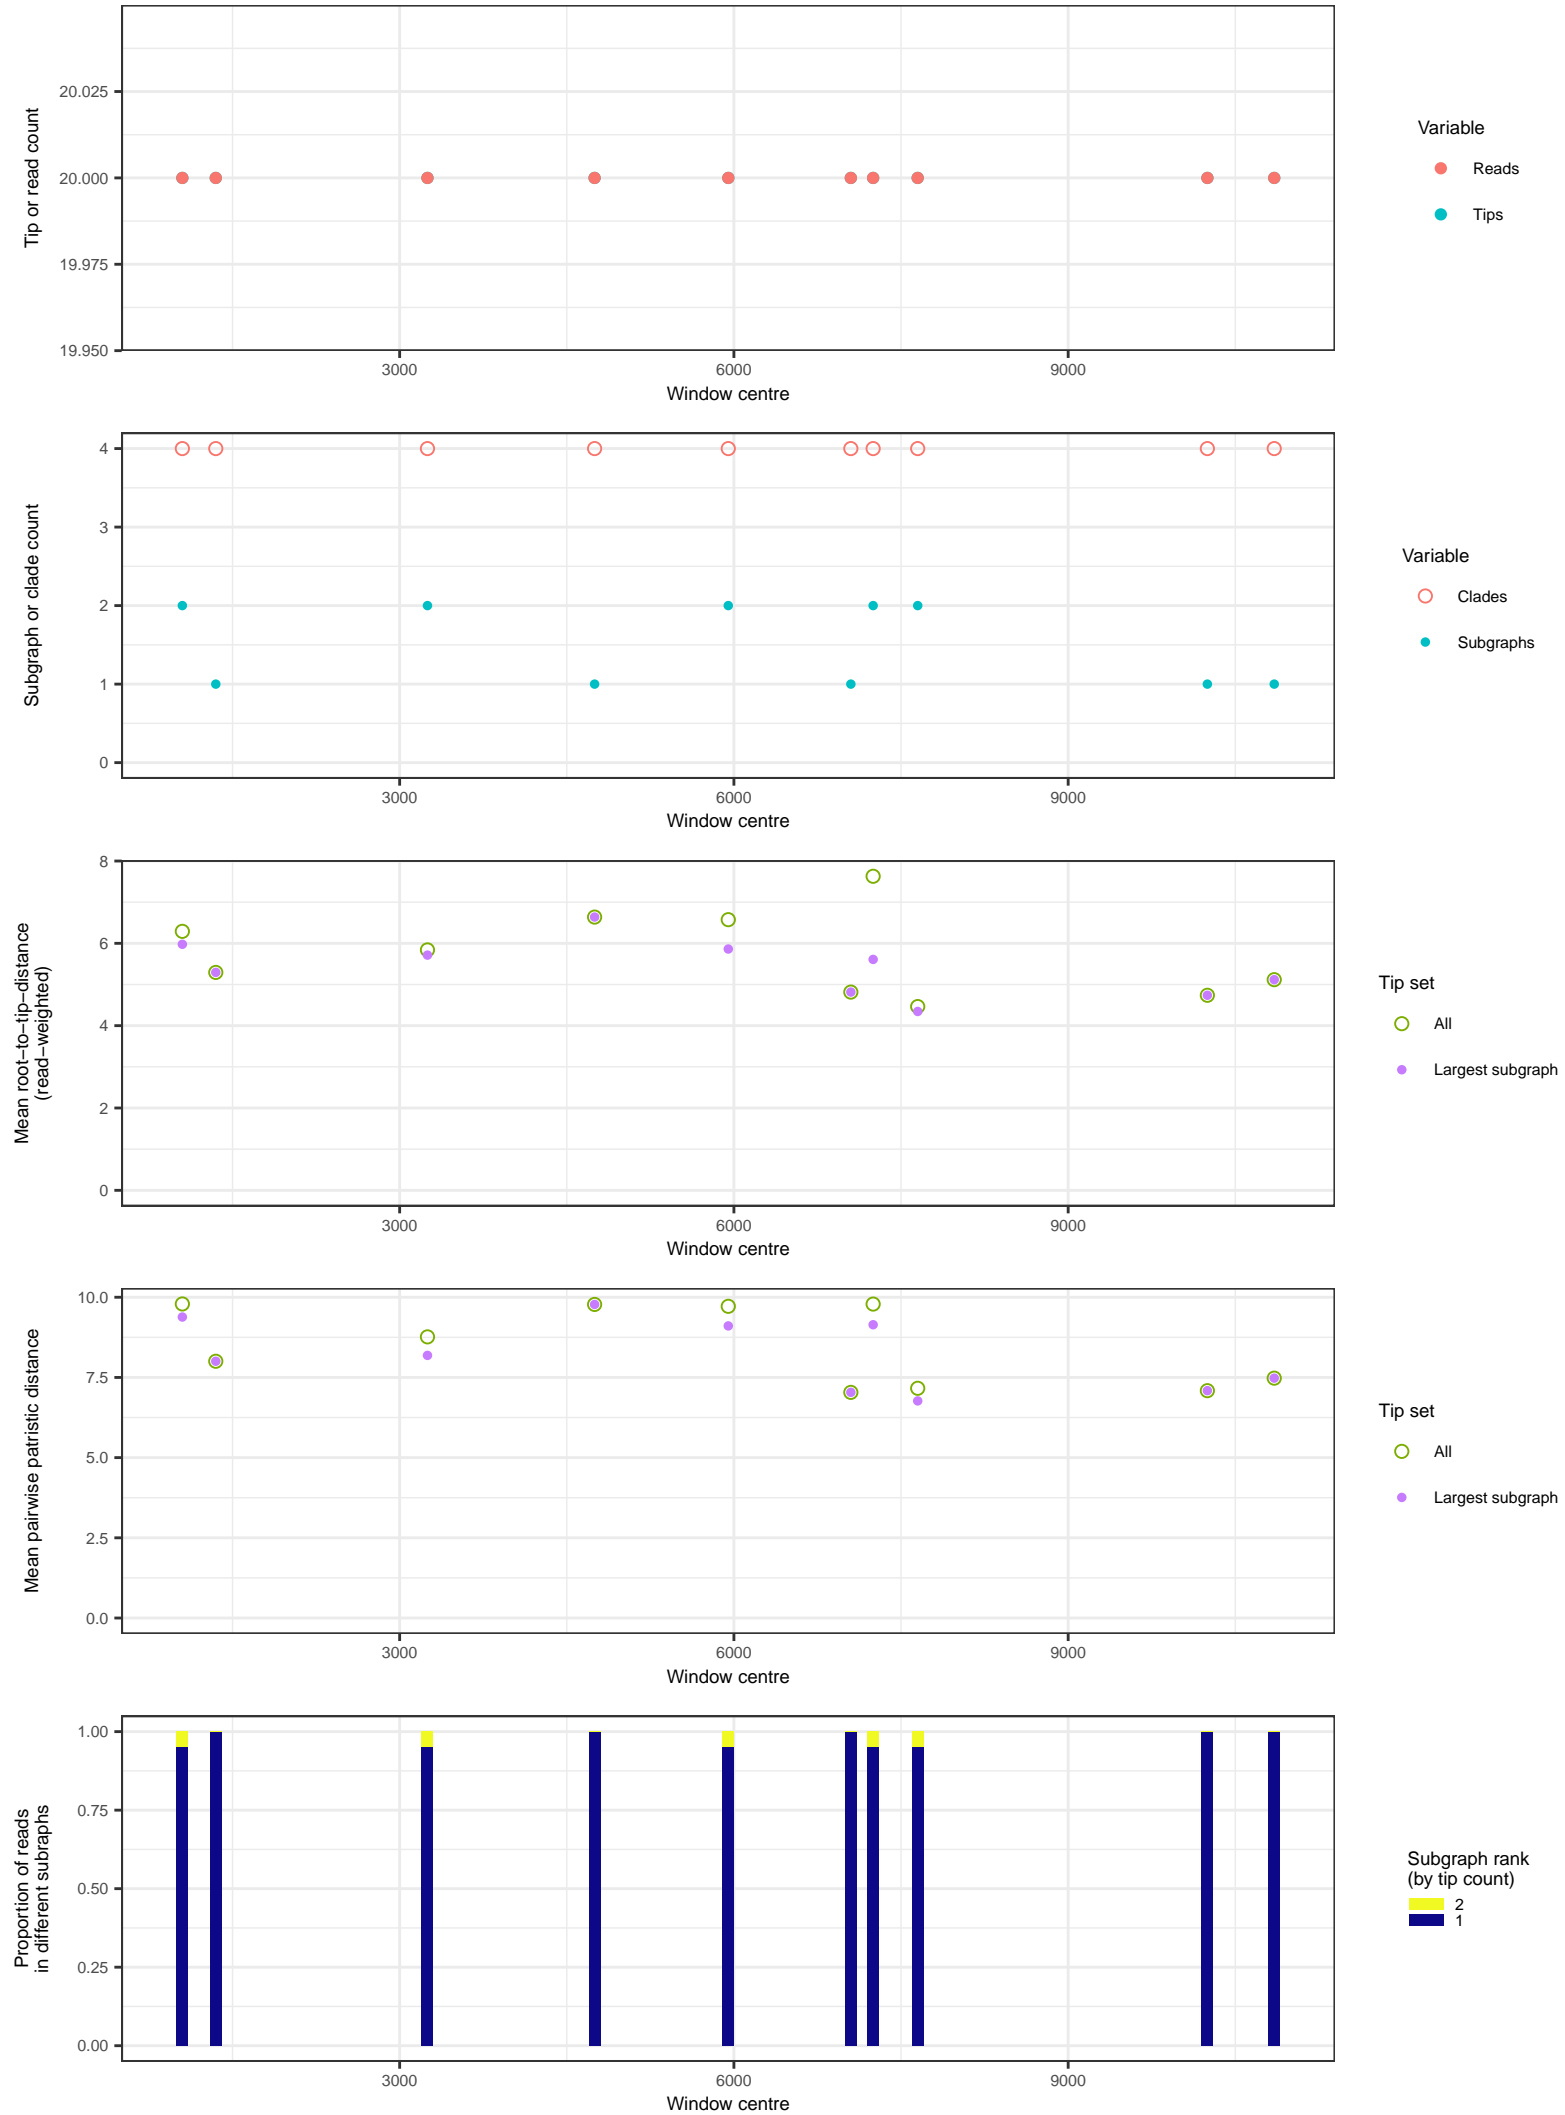 20.025
20.000
19.975
19.950
Tip or read count
3000
6000
9000
Window centre
Variable
Reads
Tips
4
3
2
1
0
Subgraph or clade count
3000
6000
9000
Window centre
Variable
Clades
Subgraphs
8
6
4
2
0
Mean root−to−tip−distance
(read−weighted)
3000
6000
9000
Window centre
Tip set
All
Largest subgraph
10.0
7.5
5.0
2.5
0.0
Mean pairwise patristic distance
3000
6000
9000
Window centre
Tip set
All
Largest subgraph
1.00
0.75
0.50
0.25
0.00
Proportion of reads
in different subraphs
3000
6000
9000
Window centre
Subgraph rank
(by tip count)
2
1